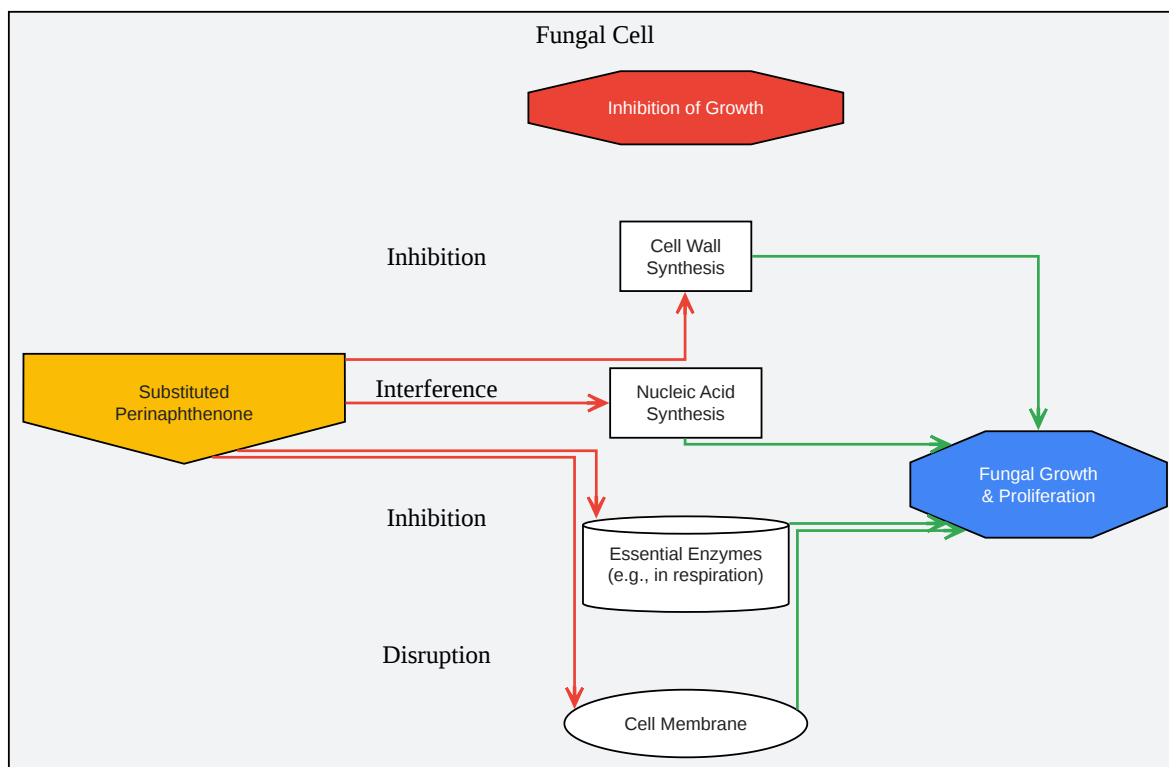 Fungal Cell
Inhibition of Growth
Inhibition
Cell Wall
Synthesis
Substituted
Perinaphthenone
Interference
Nucleic Acid
Synthesis
Fungal Growth
& Proliferation
Inhibition
Essential Enzymes
(e.g., in respiration)
Disruption
Cell Membrane